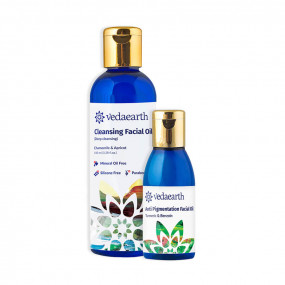 vedaearth
Cleansing Facial Oil
(Deep cleansing)
Chamomile & Apricot
Mineral Oil Free
Silicone Free
vedaearth
Anti Pigmentation Facial Oil
Turmeric & Benzoin